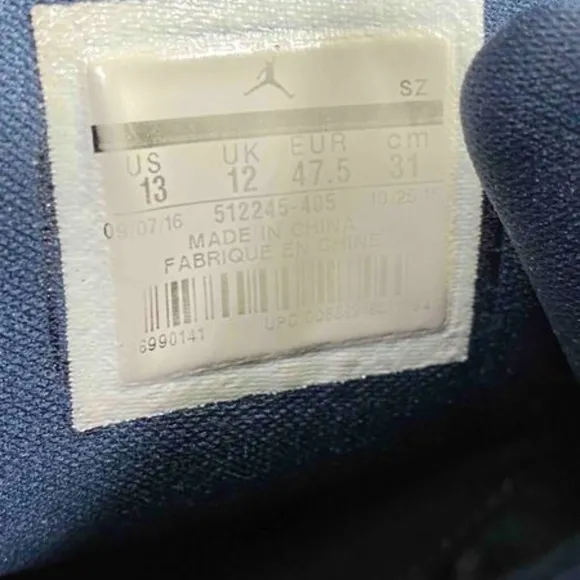 SZ
US UK EUR cm
13 12 47.5 31
09/07/16 512245-405
MADE IN CHINA
FABRIQUE EN CHINE
6990141 UPC